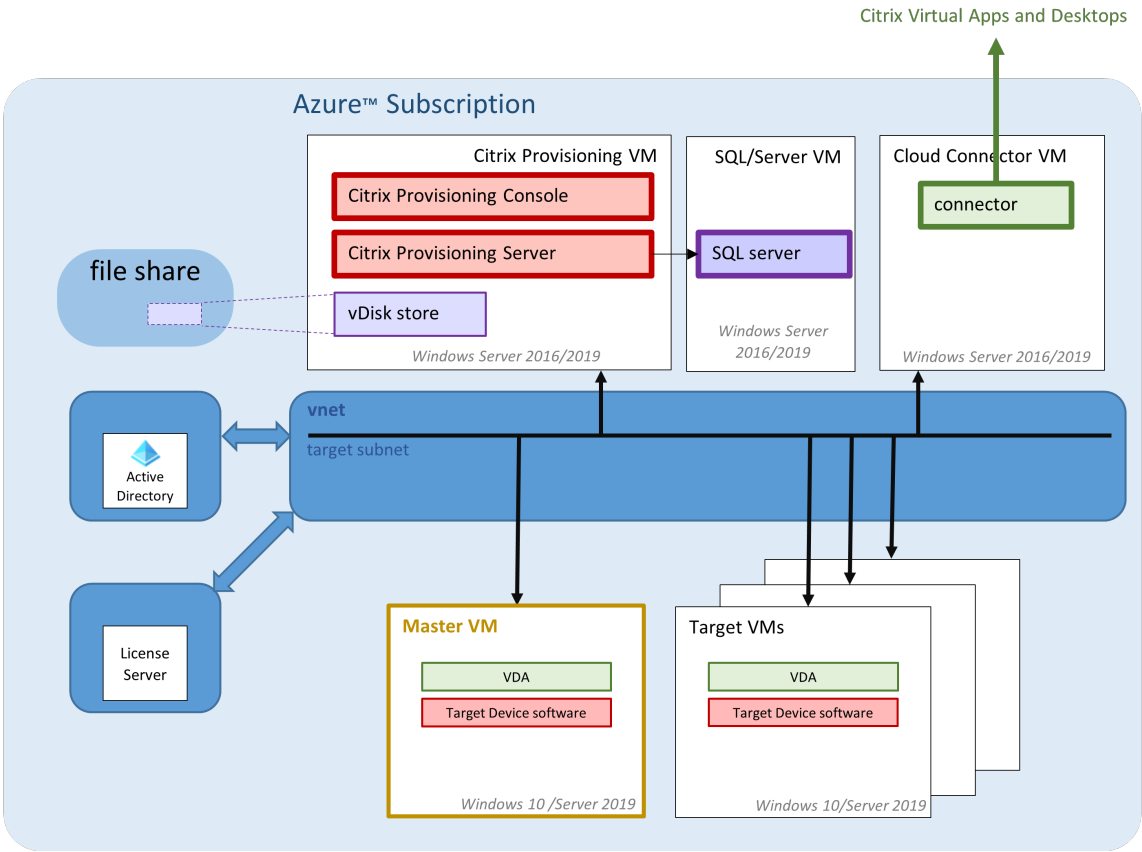 Citrix Virtual Apps and Desktops
Azure™ Subscription
Citrix Provisioning VM
Citrix Provisioning Console
Citrix Provisioning Server
vDisk store
Windows Server 2016/2019
SQL/Server VM
SQL server
Windows Server
2016/2019
Cloud Connector VM
connector
Windows Server 2016/2019
file share
vnet
target subnet
Active
Directory
License
Server
Master VM
VDA
Target Device software
Windows 10 /Server 2019
Target VMs
VDA
Target Device software
Windows 10/Server 2019